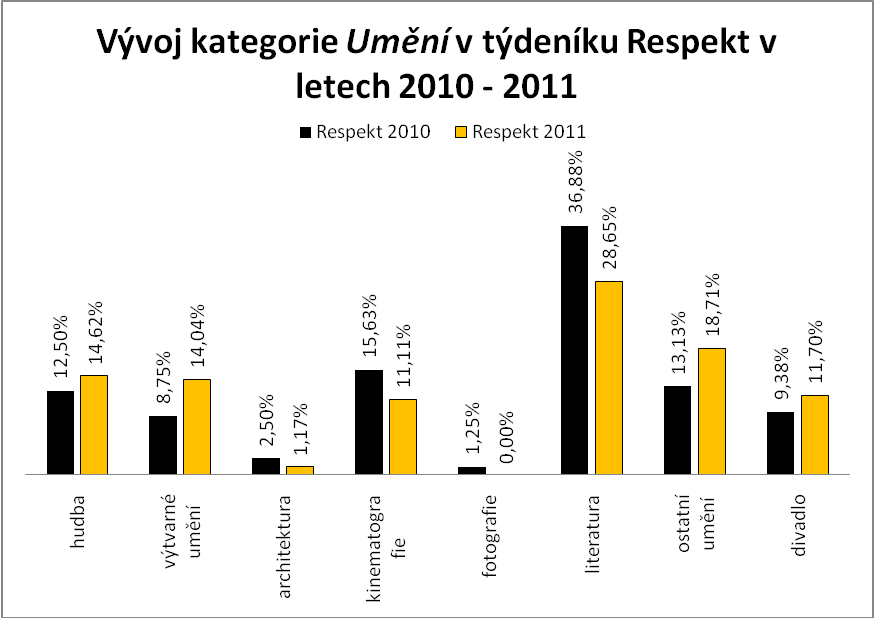 Vývoj kategorie Umění v týdeníku Respekt v
letech 2010 - 2011
Respekt 2010
Respekt 2011
12,50%
14,62%
8,75%
14,04%
2,50%
1,17%
15,63%
11,11%
1,25%
0,00%
36,88%
28,65%
13,13%
18,71%
9,38%
11,70%
hudba
výtvarné
umění
architektura
kinematogra
fie
fotografie
literatura
ostatní
umění
divadlo